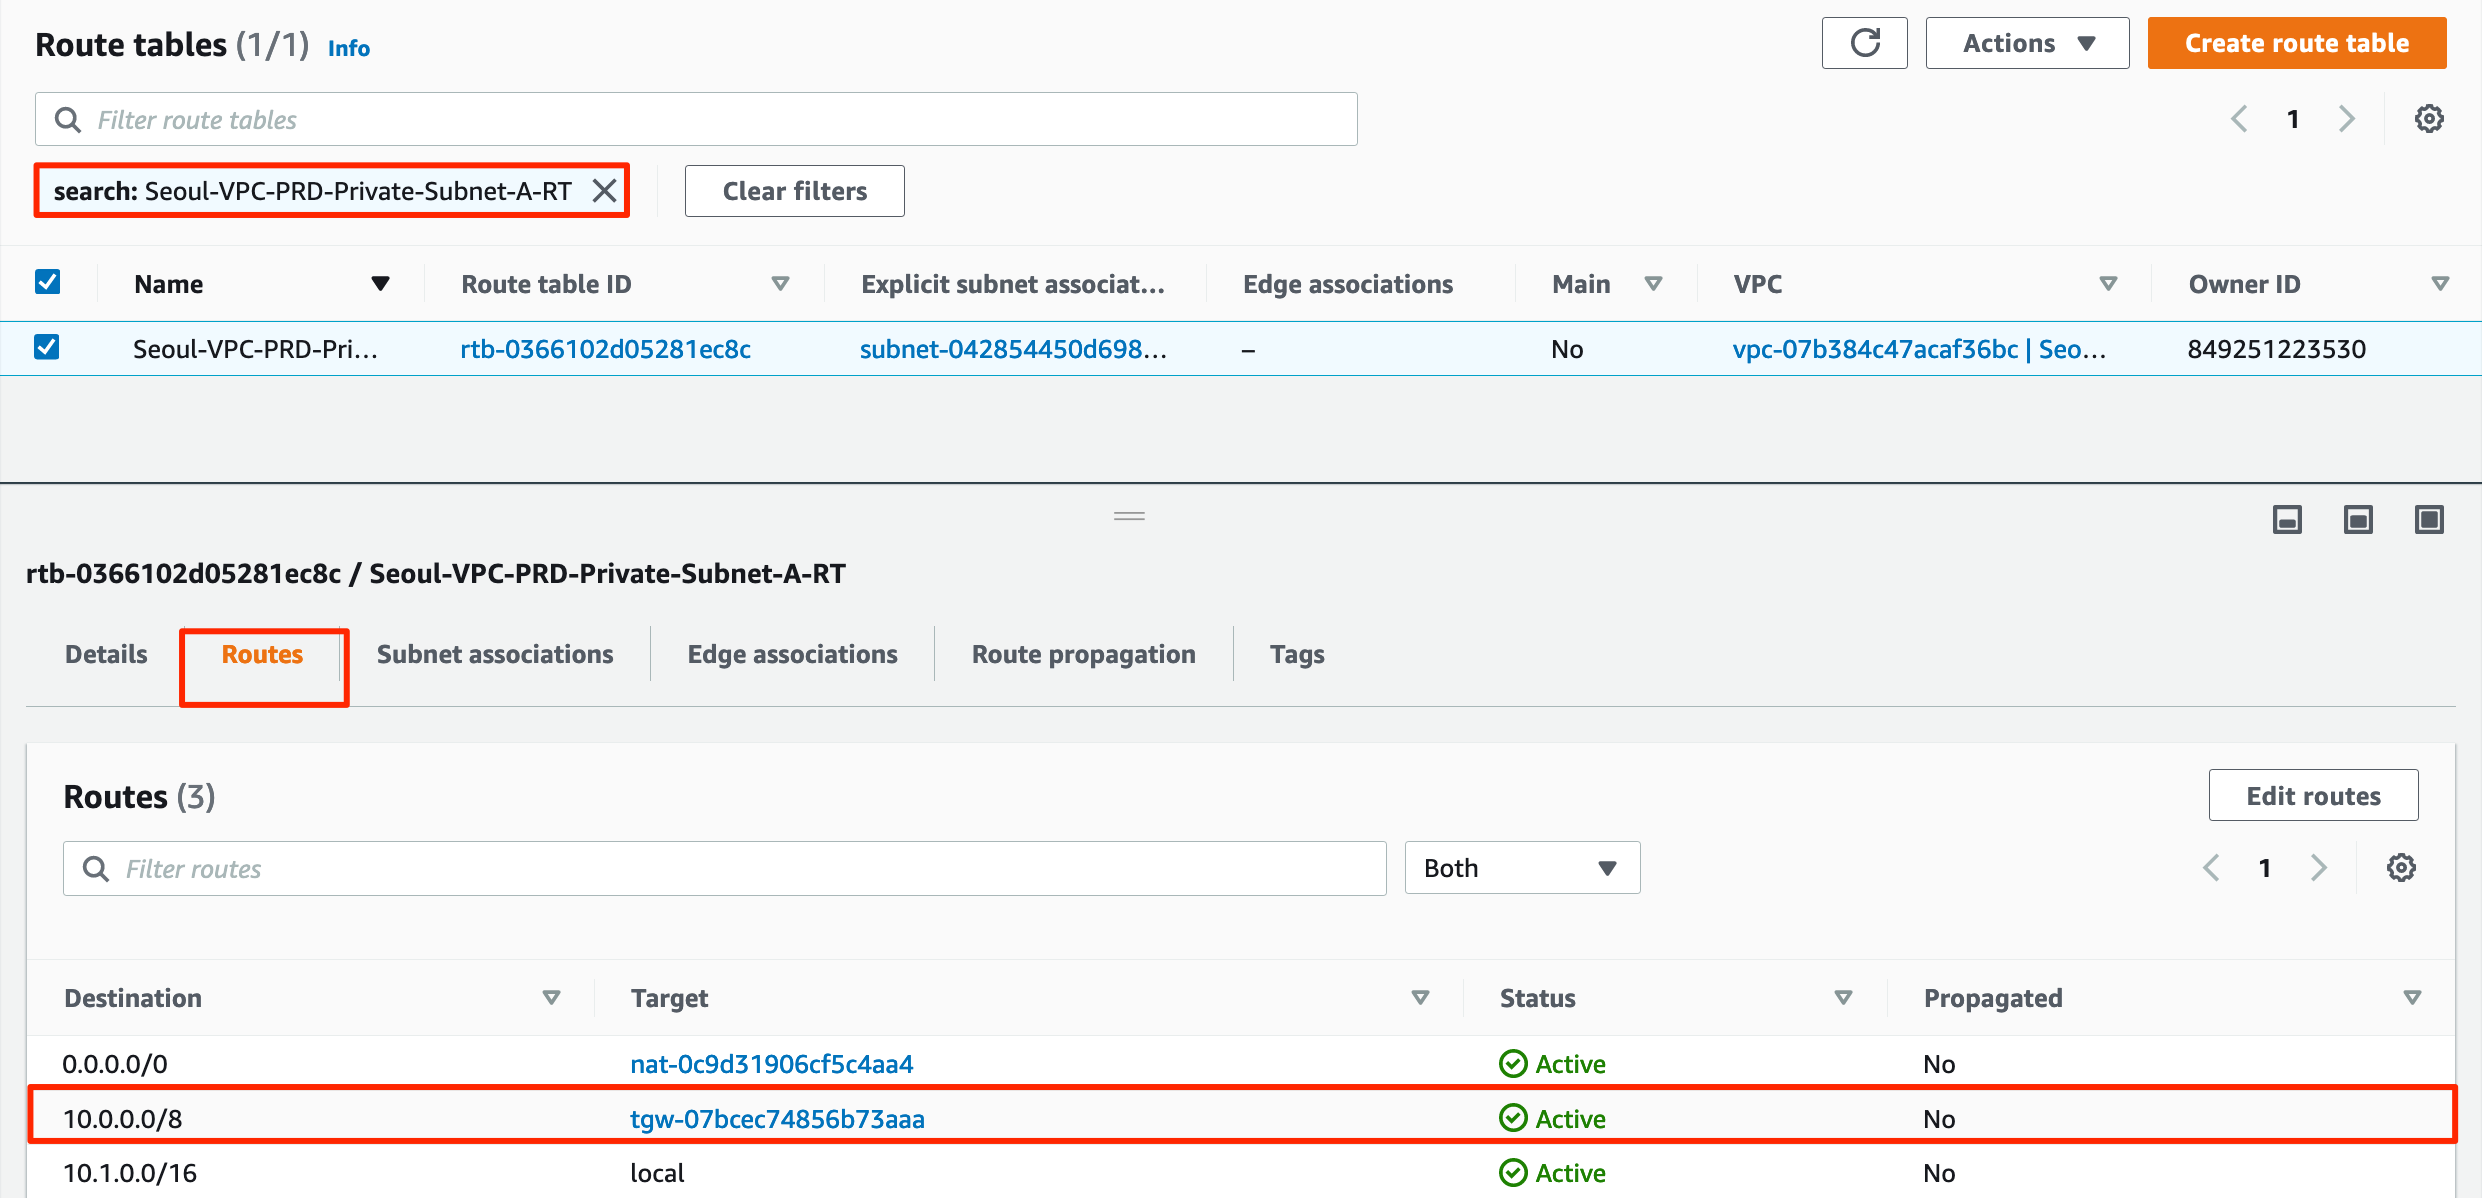 Route tables (1/1) Info
Actions
Create route table
Filter route tables
1
search: Seoul-VPC-PRD-Private-Subnet-A-RT
Clear filters
Name Route table ID Explicit subnet associat... Edge associations Main VPC Owner ID
Seoul-VPC-PRD-Pri... rtb-0366102d05281ec8c subnet-042854450d698... – No vpc-07b384c47acaf36bc | Seo... 849251223530
rtb-0366102d05281ec8c / Seoul-VPC-PRD-Private-Subnet-A-RT
Details Routes Subnet associations Edge associations Route propagation Tags
Routes (3)
Edit routes
Filter routes
Both
1
Destination Target Status Propagated
0.0.0.0/0 nat-0c9d31906cf5c4aa4 Active No
10.0.0.0/8 tgw-07bcec74856b73aaa Active No
10.1.0.0/16 local Active No